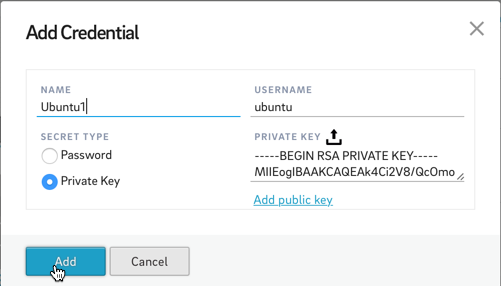 Add Credential
NAME
Ubuntu1
USERNAME
ubuntu
SECRET TYPE
Password
Private Key
PRIVATE KEY
-----BEGIN RSA PRIVATE KEY-----
MIIEogIBAAKCAQEAk4Ci2V8/QcOmo
Add public key
Add
Cancel